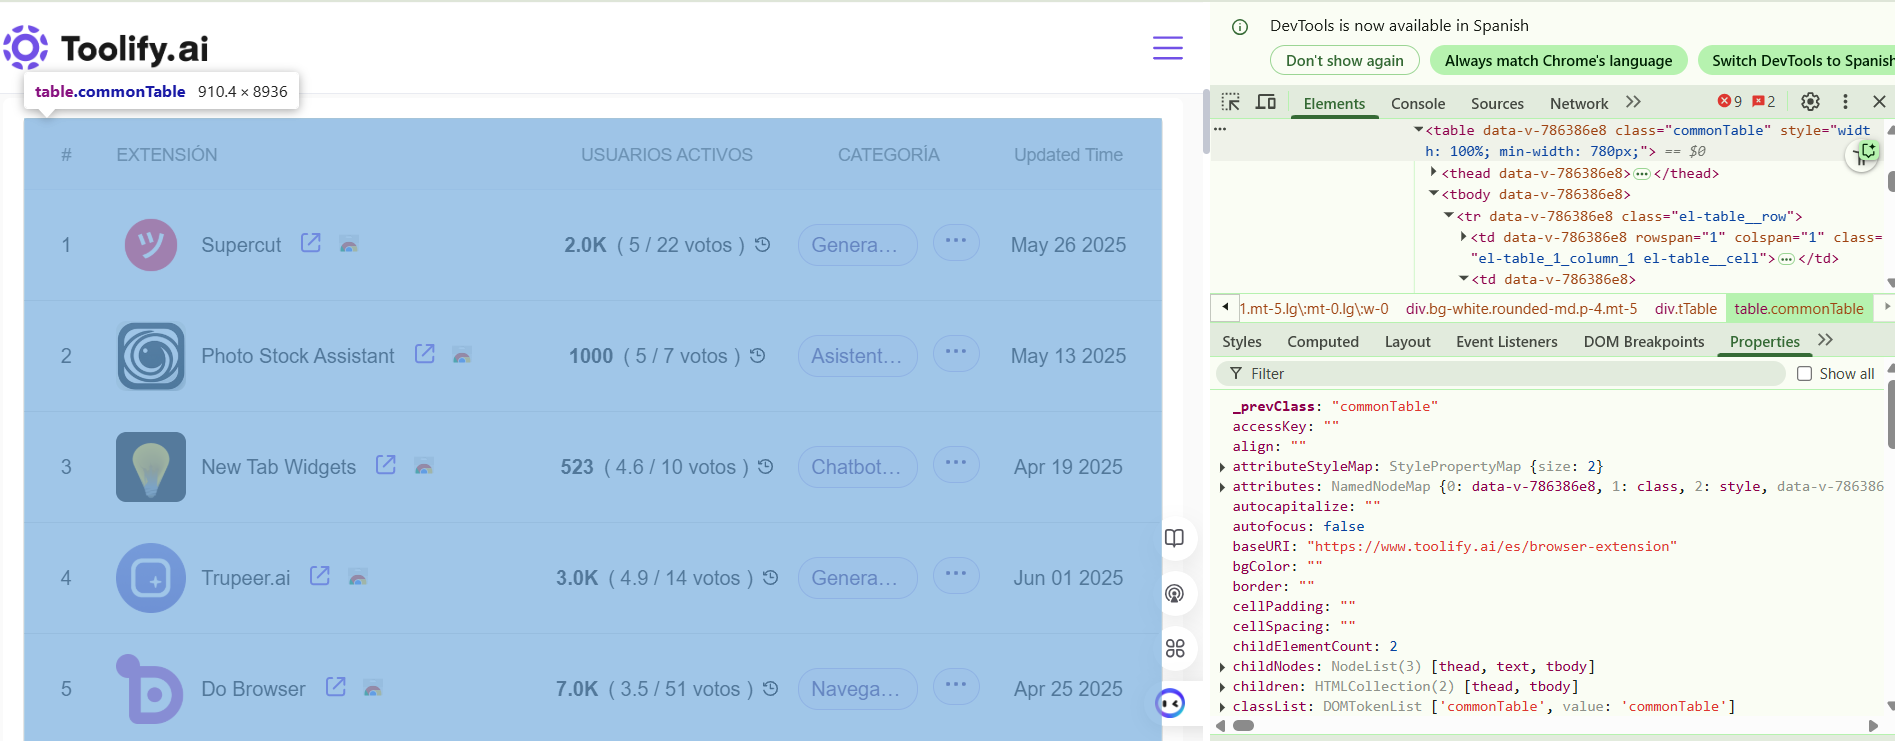 Toolify.ai
table.commonTable 910.4 × 8936
# EXTENSIÓN USUARIOS ACTIVOS CATEGORÍA Updated Time
1 Supercut 2.0K ( 5 / 22 votos ) Genera... ··· May 26 2025
2 Photo Stock Assistant 1000 ( 5 / 7 votos ) Asistent... ··· May 13 2025
3 New Tab Widgets 523 ( 4.6 / 10 votos ) Chatbot... ··· Apr 19 2025
4 Trupeer.ai 3.0K ( 4.9 / 14 votos ) Genera... ··· Jun 01 2025
5 Do Browser 7.0K ( 3.5 / 51 votos ) Navega... ··· Apr 25 2025
DevTools is now available in Spanish
Don't show again Always match Chrome's language Switch DevTools to Spanish
Elements Console Sources Network 9 2
<table data-v-786386e8 class="commonTable" style="widt
h: 100%; min-width: 780px;"> == $0
<thead data-v-786386e8>···</thead>
<tbody data-v-786386e8>
<tr data-v-786386e8 class="el-table__row">
<td data-v-786386e8 rowspan="1" colspan="1" class=
"el-table_1_column_1 el-table__cell">···</td>
<td data-v-786386e8>
1.mt-5.lg\:mt-0.lg\:w-0 div.bg-white.rounded-md.p-4.mt-5 div.tTable table.commonTable
Styles Computed Layout Event Listeners DOM Breakpoints Properties
Filter Show all
_prevClass: "commonTable"
accessKey: ""
align: ""
attributeStyleMap: StylePropertyMap {size: 2}
attributes: NamedNodeMap {0: data-v-786386e8, 1: class, 2: style, data-v-786386
autocapitalize: ""
autofocus: false
baseURI: "https://www.toolify.ai/es/browser-extension"
bgColor: ""
border: ""
cellPadding: ""
cellSpacing: ""
childElementCount: 2
childNodes: NodeList(3) [thead, text, tbody]
children: HTMLCollection(2) [thead, tbody]
classList: DOMTokenList ['commonTable', value: 'commonTable']